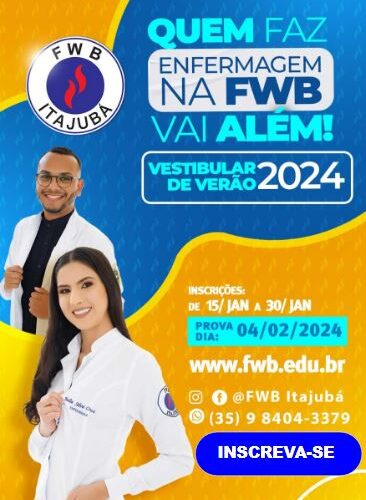 FWB
ITAJUBÁ
QUEM FAZ
ENFERMAGEM
NA FWB
VAI ALÉM!
VESTIBULAR
DE VERÃO 2024
INSCRIÇÕES:
DE 15/JAN A 30/JAN
PROVA
DIA: 04/02/2024
www.fwb.edu.br
@FWB Itajubá
(35) 9 8404-3379
INSCREVA-SE